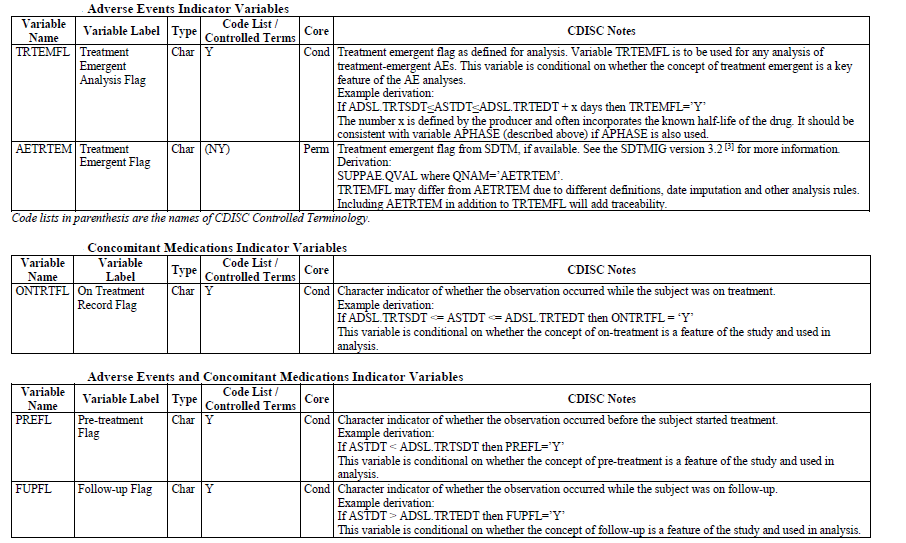 Adverse Events Indicator Variables
Variable Name | Variable Label | Type | Code List / Controlled Terms | Core | CDISC Notes
TRTEMFL | Treatment Emergent Analysis Flag | Char | Y | Cond | Treatment emergent flag as defined for analysis. Variable TRTEMFL is to be used for any analysis of
treatment-emergent AEs. This variable is conditional on whether the concept of treatment emergent is a key
feature of the AE analyses.
Example derivation:
If ADSL.TRTSDT≤ASTDT≤ADSL.TRTEDT + x days then TRTEMFL='Y'
The number x is defined by the producer and often incorporates the known half-life of the drug. It should be
consistent with variable APHASE (described above) if APHASE is also used.
AETRTEM | Treatment Emergent Flag | Char | (NY) | Perm | Treatment emergent flag from SDTM, if available. See the SDTMIG version 3.2 [3] for more information.
Derivation:
SUPPAE.QVAL where QNAM='AETRTEM'.
TRTEMFL may differ from AETRTEM due to different definitions, date imputation and other analysis rules.
Including AETRTEM in addition to TRTEMFL will add traceability.
Code lists in parenthesis are the names of CDISC Controlled Terminology.
Concomitant Medications Indicator Variables
Variable Name | Variable Label | Type | Code List / Controlled Terms | Core | CDISC Notes
ONTRTFL | On Treatment Record Flag | Char | Y | Cond | Character indicator of whether the observation occurred while the subject was on treatment.
Example derivation:
If ADSL.TRTSDT <= ASTDT <= ADSL.TRTEDT then ONTRTFL = 'Y'
This variable is conditional on whether the concept of on-treatment is a feature of the study and used in
analysis.
Adverse Events and Concomitant Medications Indicator Variables
Variable Name | Variable Label | Type | Code List / Controlled Terms | Core | CDISC Notes
PREFL | Pre-treatment Flag | Char | Y | Cond | Character indicator of whether the observation occurred before the subject started treatment.
Example derivation:
If ASTDT < ADSL.TRTSDT then PREFL='Y'
This variable is conditional on whether the concept of pre-treatment is a feature of the study and used in
analysis.
FUPFL | Follow-up Flag | Char | Y | Cond | Character indicator of whether the observation occurred while the subject was on follow-up.
Example derivation:
If ASTDT > ADSL.TRTEDT then FUPFL='Y'
This variable is conditional on whether the concept of follow-up is a feature of the study and used in analysis.